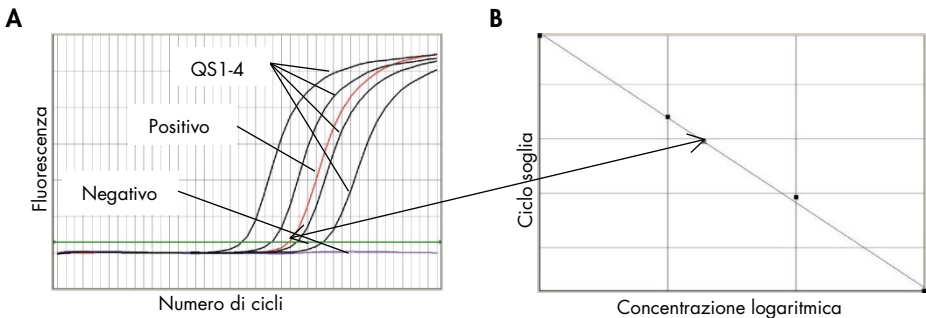 A
B
QS1-4
Positivo
Negativo
Fluorescenza
Numero di cicli
Ciclo soglia
Concentrazione logaritmica